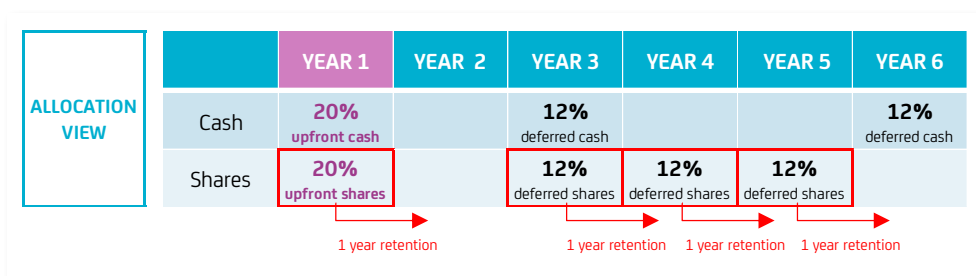 ALLOCATION
VIEW
YEAR 1 YEAR 2 YEAR 3 YEAR 4 YEAR 5 YEAR 6
Cash 20% 12% 12%
upfront cash deferred cash deferred cash
Shares 20% 12% 12% 12%
upfront shares deferred shares deferred shares deferred shares
1 year retention 1 year retention 1 year retention 1 year retention